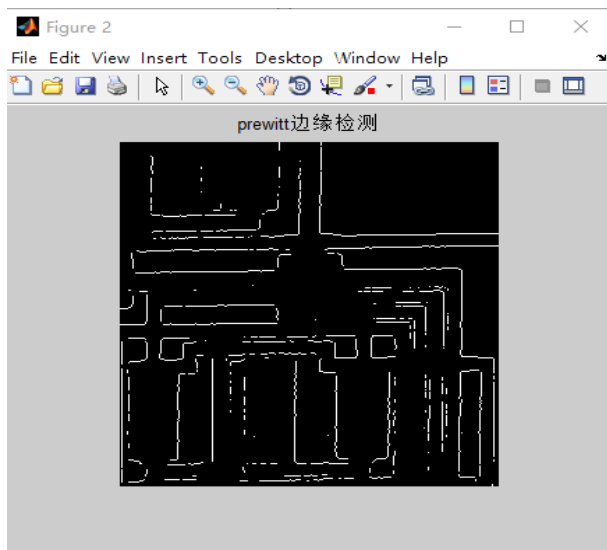 Figure 2
File Edit View Insert Tools Desktop Window Help
prewitt边缘检测